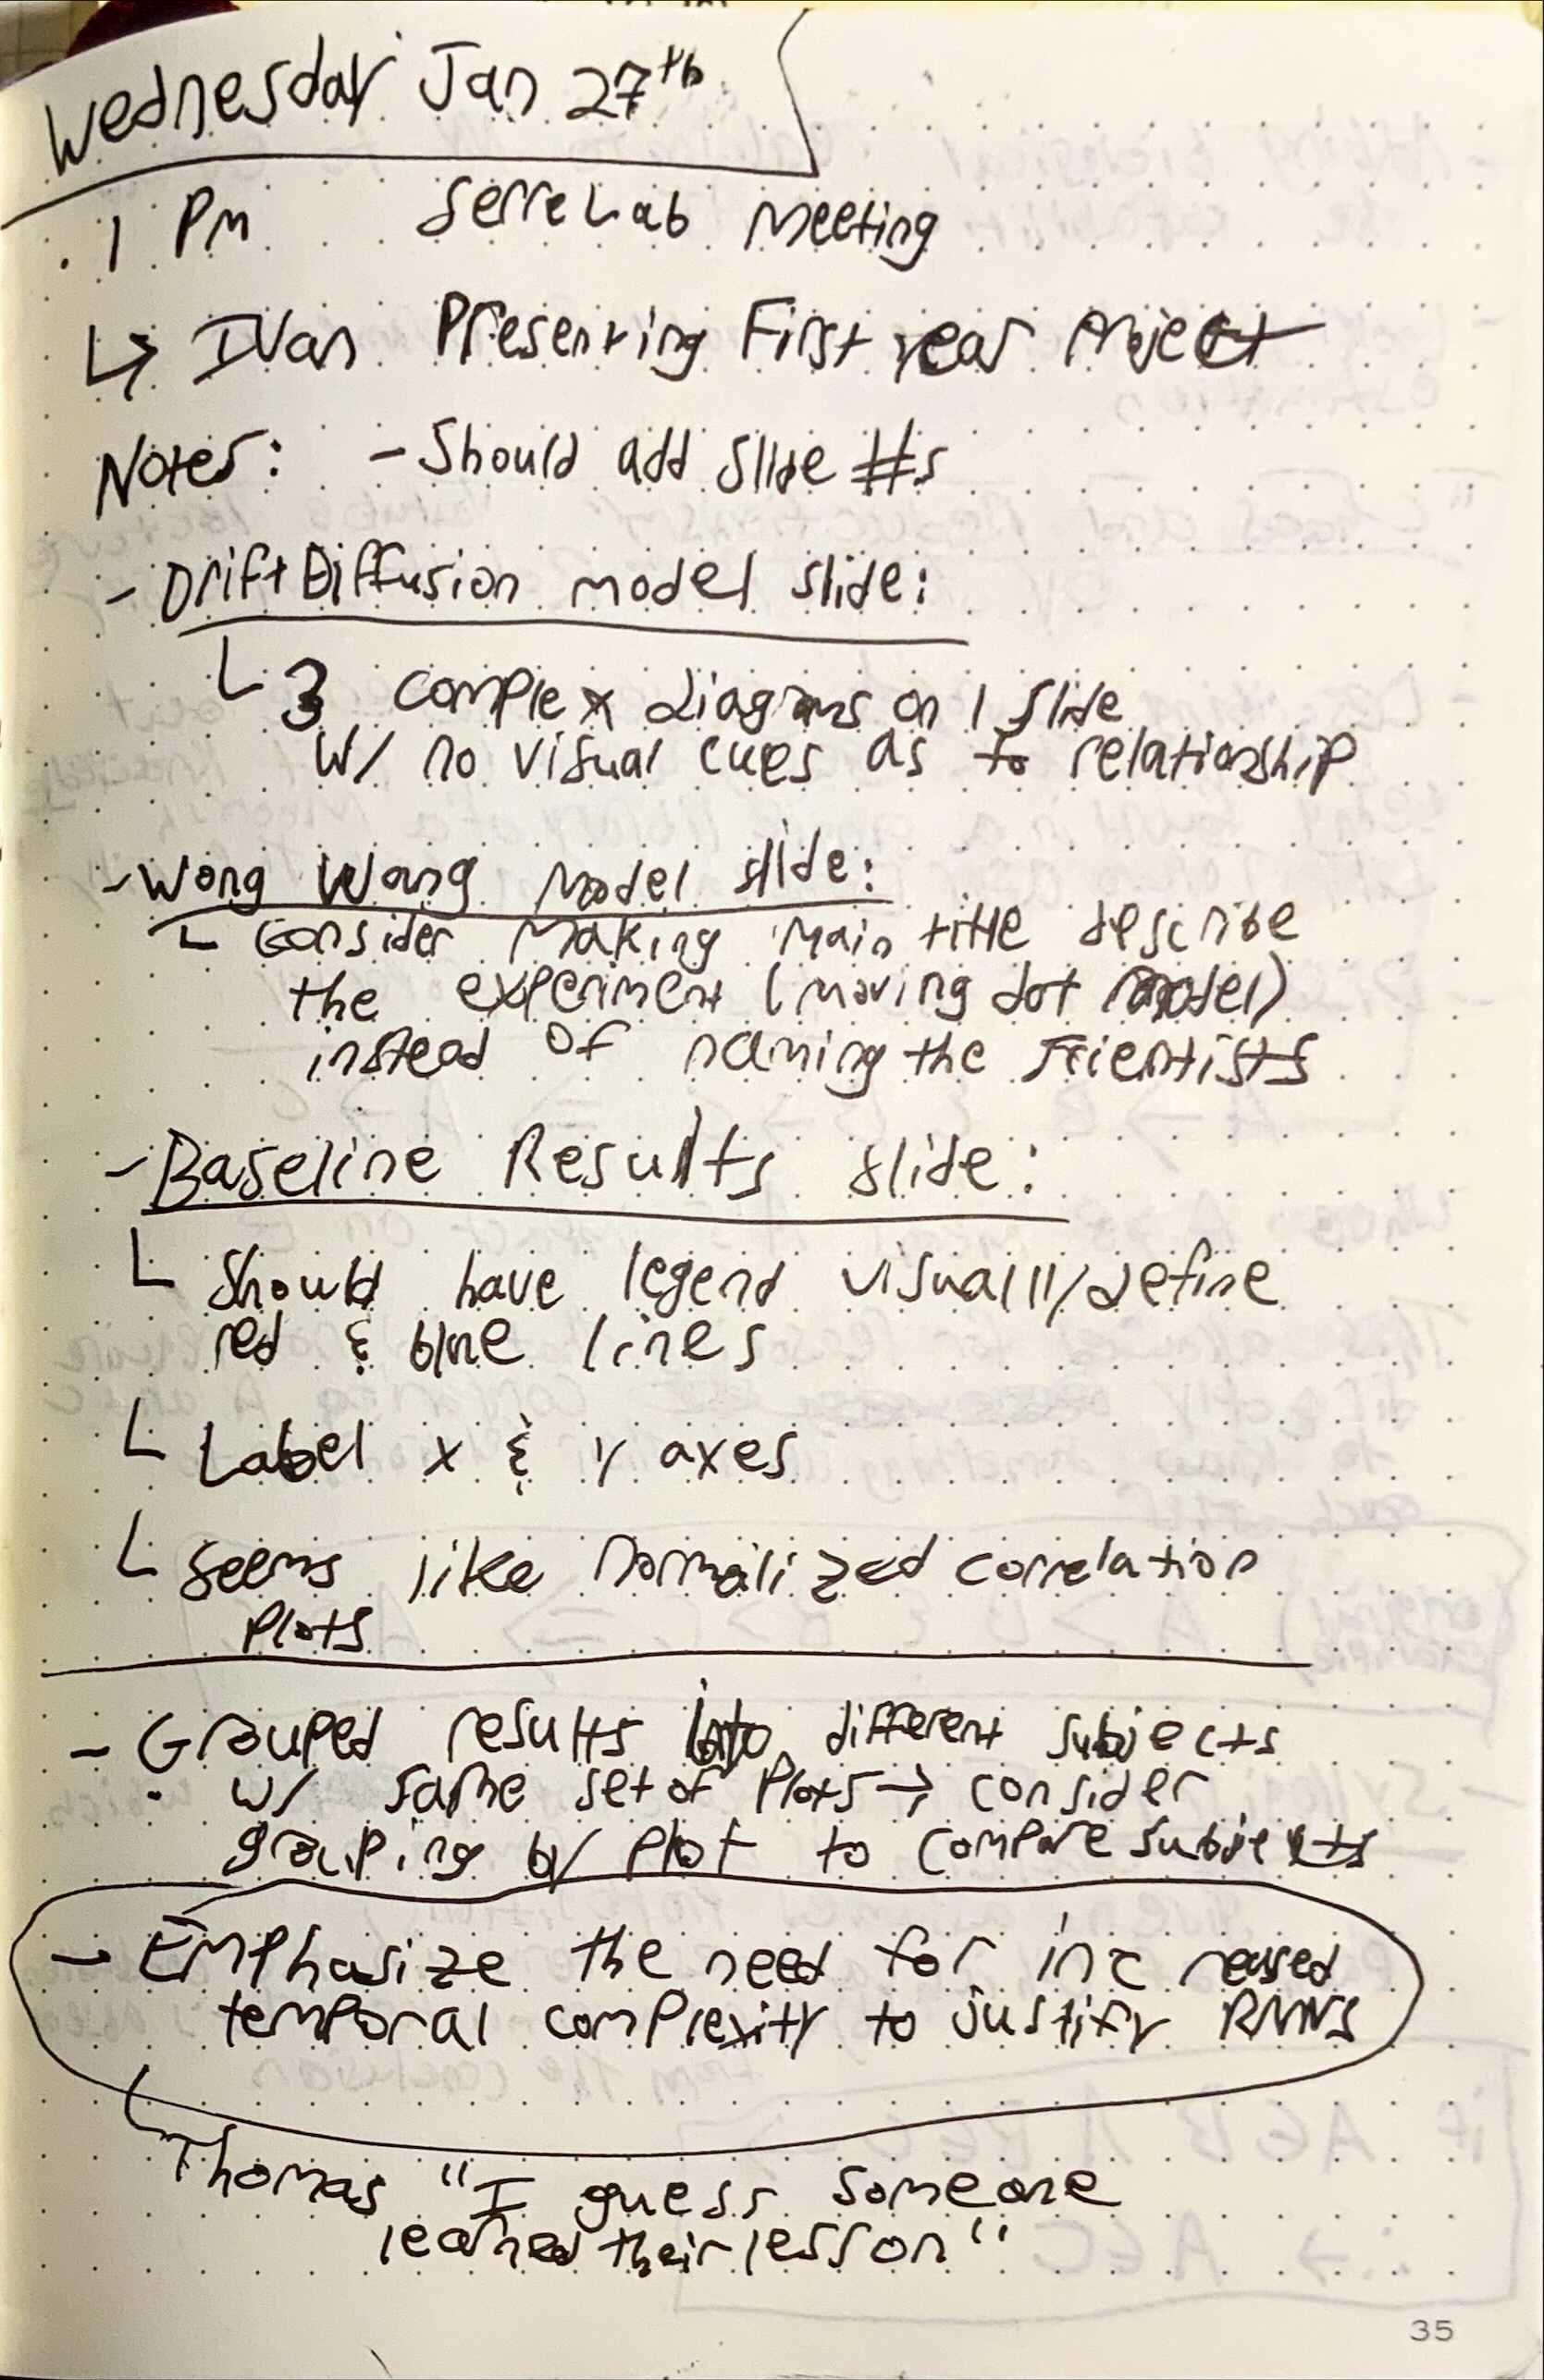 Wednesday Jan 27th
1 PM Serre Lab Meeting
↳ Ivan Presenting First year Project
Notes: - Should add slide #s
- Drift Diffusion model slide:
└ 3 complex diagrams on 1 slide
w/ no visual cues as to relationship
- Wong Wang Model slide:
└ Consider making main title describe
the experiment (moving dot model)
instead of naming the scientists
- Baseline Results slide:
└ Should have legend visually define
red & blue lines
└ Label x & y axes
└ Seems like normalized correlation
Plots
- Grouped results into different subjects
w/ same set of Plots → consider
grouping by plot to compare subjects
- Emphasize the need for increased
temporal complexity to justify RNNs
Thomas "I guess someone
learned their lesson"
35